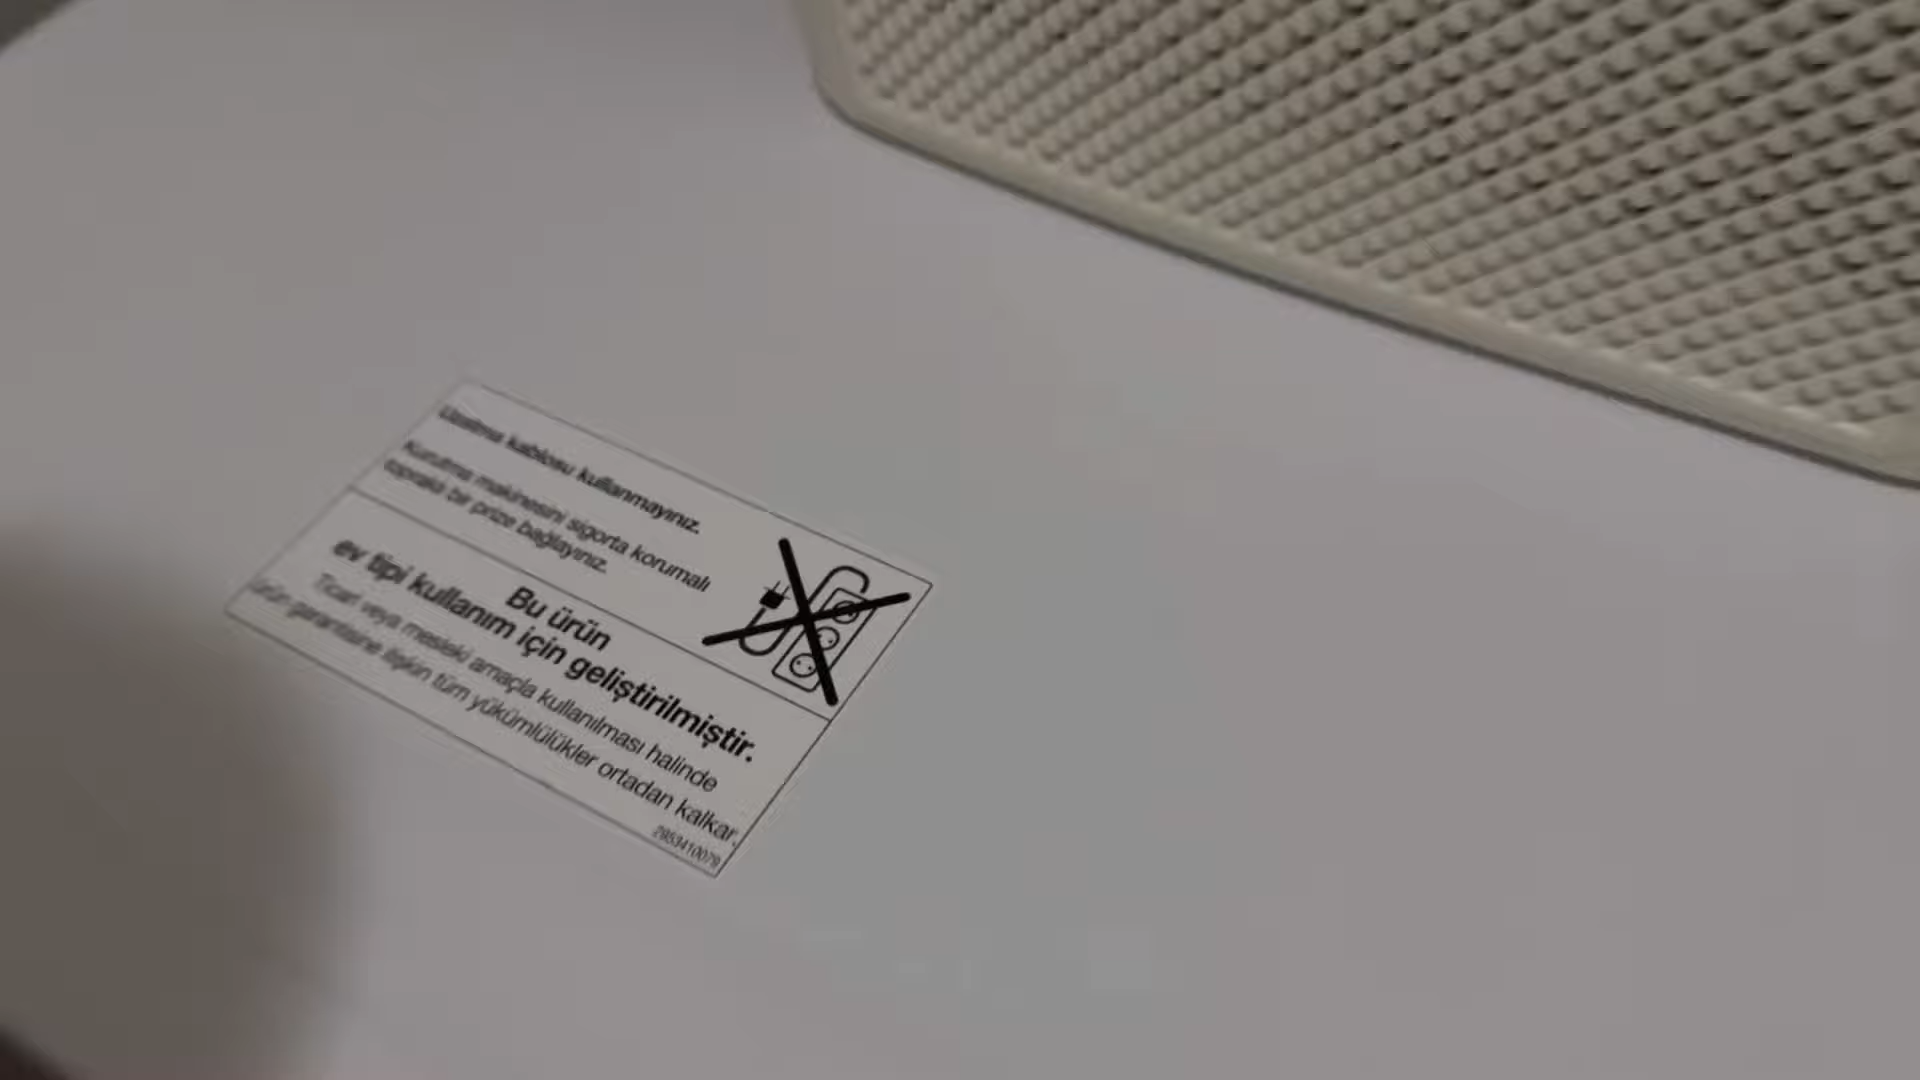 Uzatma kablosu kullanmayınız.
Kurutma makinesini sigorta korumalı
topraklı bir prize bağlayınız.
Bu ürün
ev tipi kullanım için geliştirilmiştir.
Ticari veya mesleki amaçla kullanılması halinde
ürün garantisine ilişkin tüm yükümlülükler ortadan kalkar.
2953410079